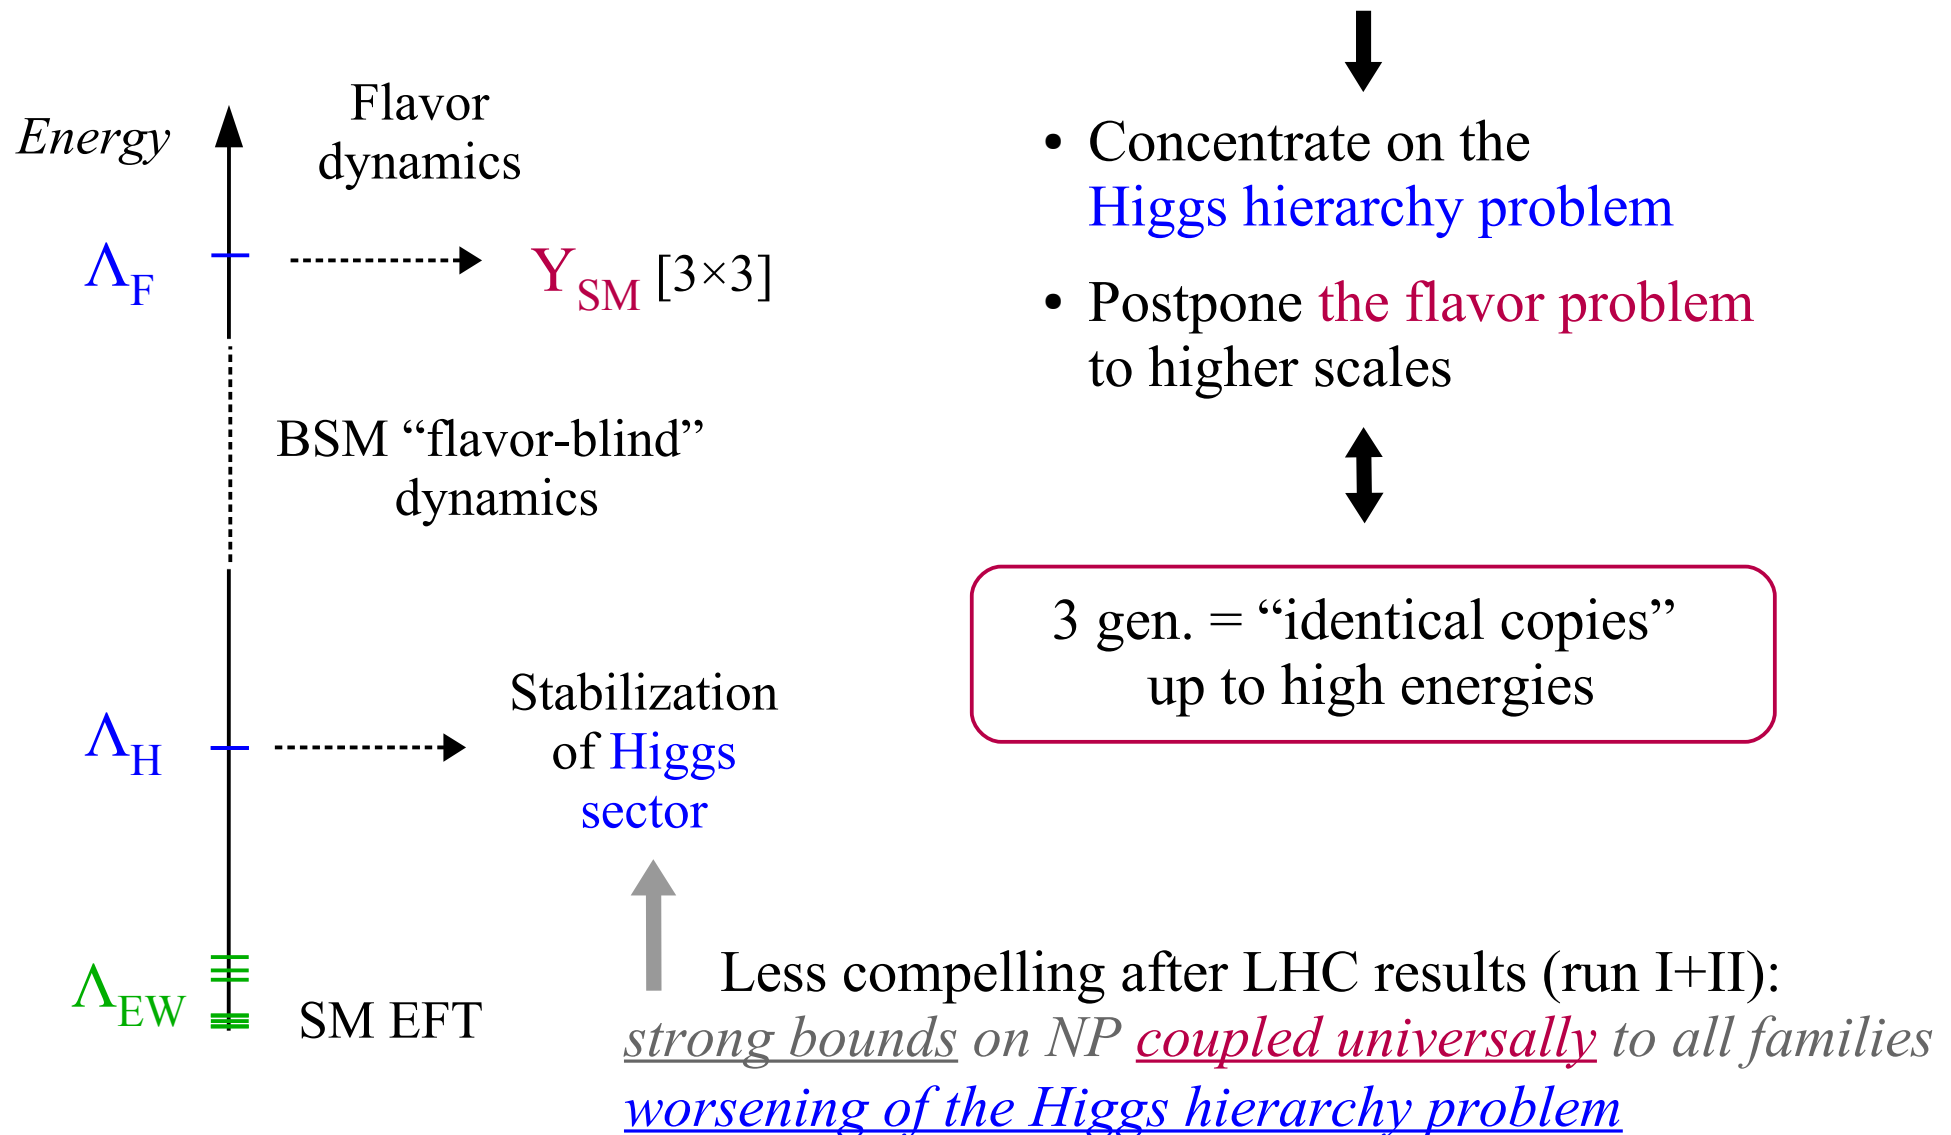 Energy
Flavor
dynamics
Λ_F
Y_SM [3×3]
BSM “flavor-blind”
dynamics
Λ_H
Stabilization
of Higgs
sector
Λ_EW
SM EFT
• Concentrate on the
Higgs hierarchy problem
• Postpone the flavor problem
to higher scales
3 gen. = “identical copies”
up to high energies
Less compelling after LHC results (run I+II):
strong bounds on NP coupled universally to all families
worsening of the Higgs hierarchy problem